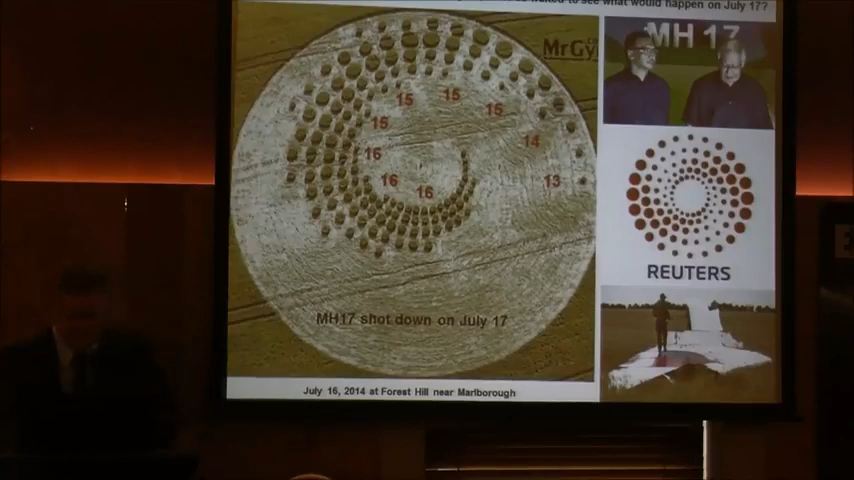 to see what would happen on July 17?
MrGy
MH 17
15
15
15
15
14
16
13
16
16
REUTERS
MH17 shot down on July 17
July 16, 2014 at Forest Hill near Marlborough